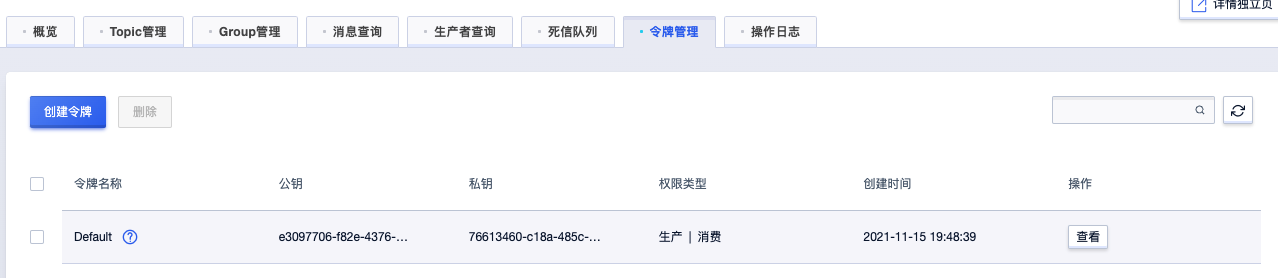 详情独立页
概览 Topic管理 Group管理 消息查询 生产者查询 死信队列 令牌管理 操作日志
创建令牌 删除
令牌名称 公钥 私钥 权限类型 创建时间 操作
Default ? e3097706-f82e-4376-... 76613460-c18a-485c-... 生产 | 消费 2021-11-15 19:48:39 查看